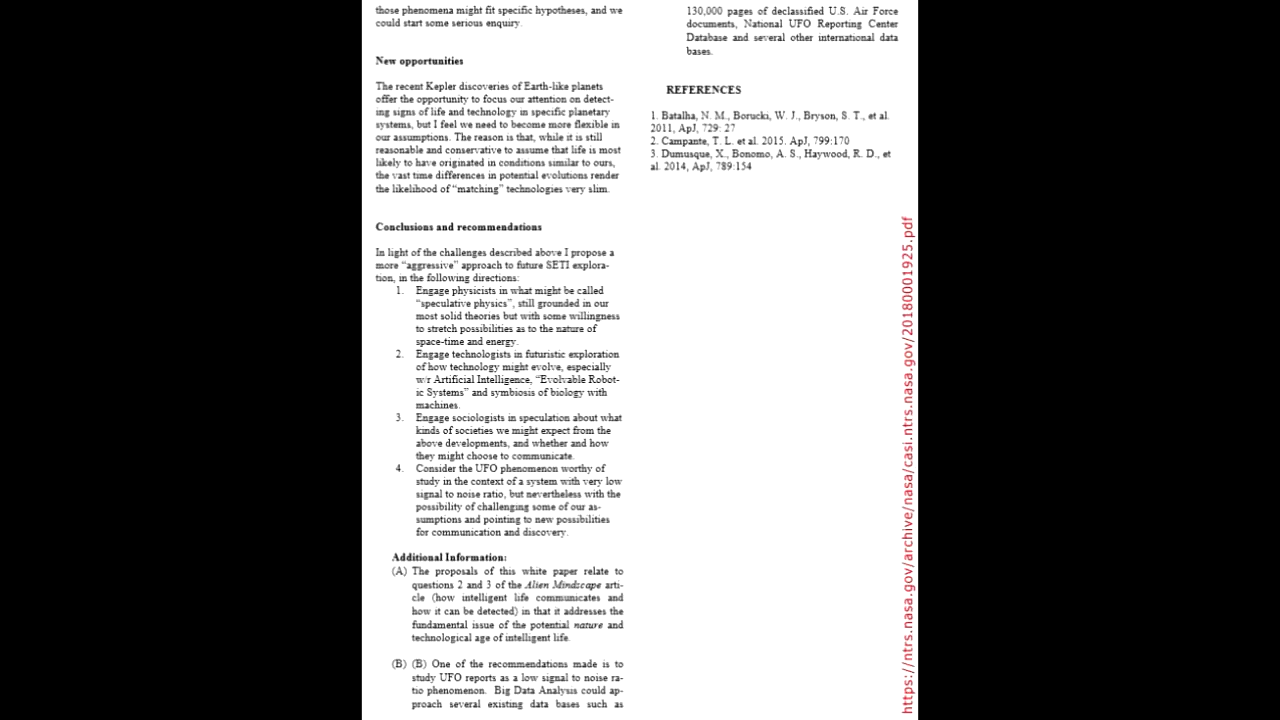 those phenomena might fit specific hypotheses, and we
could start some serious enquiry.
New opportunities
The recent Kepler discoveries of Earth-like planets
offer the opportunity to focus our attention on detect-
ing signs of life and technology in specific planetary
systems, but I feel we need to become more flexible in
our assumptions. The reason is that, while it is still
reasonable and conservative to assume that life is most
likely to have originated in conditions similar to ours,
the vast time differences in potential evolutions render
the likelihood of “matching” technologies very slim.
Conclusions and recommendations
In light of the challenges described above I propose a
more “aggressive” approach to future SETI explora-
tion, in the following directions:
1. Engage physicists in what might be called
“speculative physics”, still grounded in our
most solid theories but with some willingness
to stretch possibilities as to the nature of
space-time and energy.
2. Engage technologists in futuristic exploration
of how technology might evolve, especially
w/r Artificial Intelligence, “Evolvable Robot-
ic Systems” and symbiosis of biology with
machines.
3. Engage sociologists in speculation about what
kinds of societies we might expect from the
above developments, and whether and how
they might choose to communicate.
4. Consider the UFO phenomenon worthy of
study in the context of a system with very low
signal to noise ratio, but nevertheless with the
possibility of challenging some of our as-
sumptions and pointing to new possibilities
for communication and discovery.
Additional Information:
(A) The proposals of this white paper relate to
questions 2 and 3 of the Alien Mindscape arti-
cle (how intelligent life communicates and
how it can be detected) in that it addresses the
fundamental issue of the potential nature and
technological age of intelligent life.
(B) (B) One of the recommendations made is to
study UFO reports as a low signal to noise ra-
tio phenomenon. Big Data Analysis could ap-
proach several existing data bases such as
130,000 pages of declassified U.S. Air Force
documents, National UFO Reporting Center
Database and several other international data
bases.
REFERENCES
1. Batalha, N. M., Borucki, W. J., Bryson, S. T., et al.
2011, ApJ, 729: 27
2. Campante, T. L. et al. 2015. ApJ, 799:170
3. Dumusque, X., Bonomo, A. S., Haywood, R. D., et
al. 2014, ApJ, 789:154
https://ntrs.nasa.gov/archive/nasa/casi.ntrs.nasa.gov/20180001925.pdf